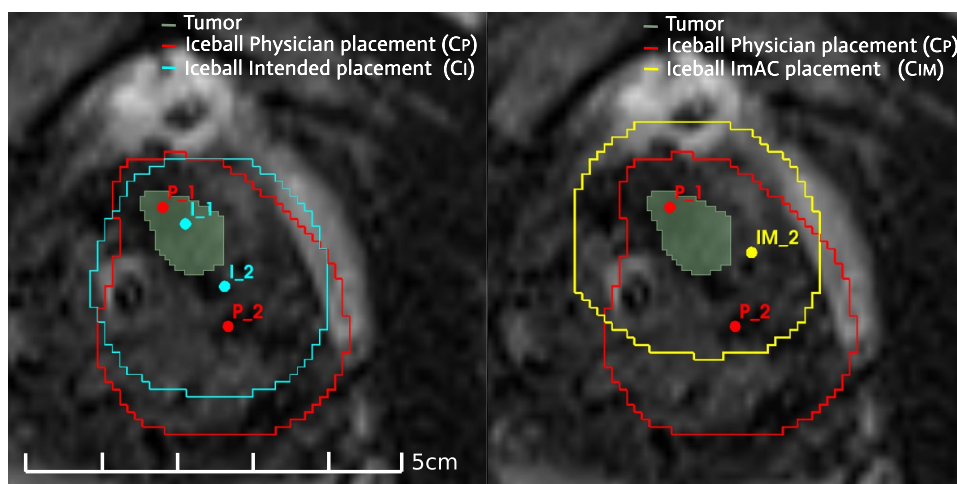 Tumor
Iceball Physician placement (CP)
Iceball Intended placement (CI)
P_1
I_1
I_2
P_2
5cm
Tumor
Iceball Physician placement (CP)
Iceball ImAC placement (CIM)
P_1
IM_2
P_2